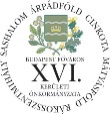 RÁKOSSZENTMIHÁLY SASHALOM ÁRPÁDFÖLD CINKOTA MÁTYÁSFÖLD
BUDAPEST FŐVÁROS
XVI.
KERÜLETI
ÖNKORMÁNYZATA